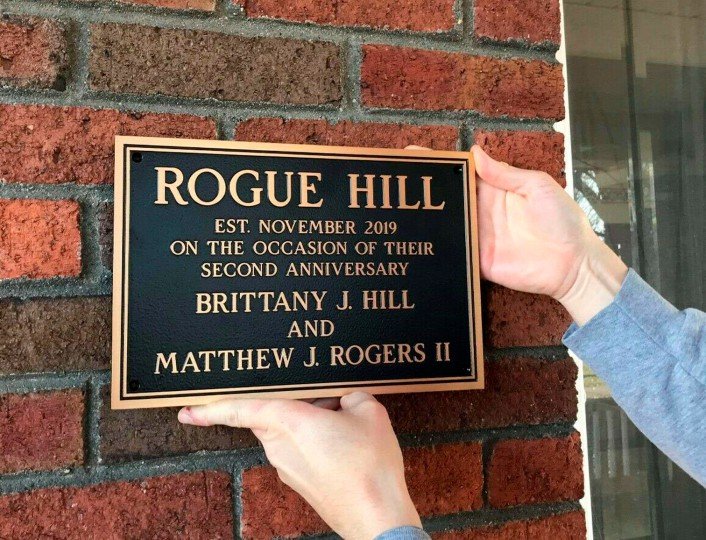 ROGUE HILL
EST. NOVEMBER 2019
ON THE OCCASION OF THEIR
SECOND ANNIVERSARY
BRITTANY J. HILL
AND
MATTHEW J. ROGERS II